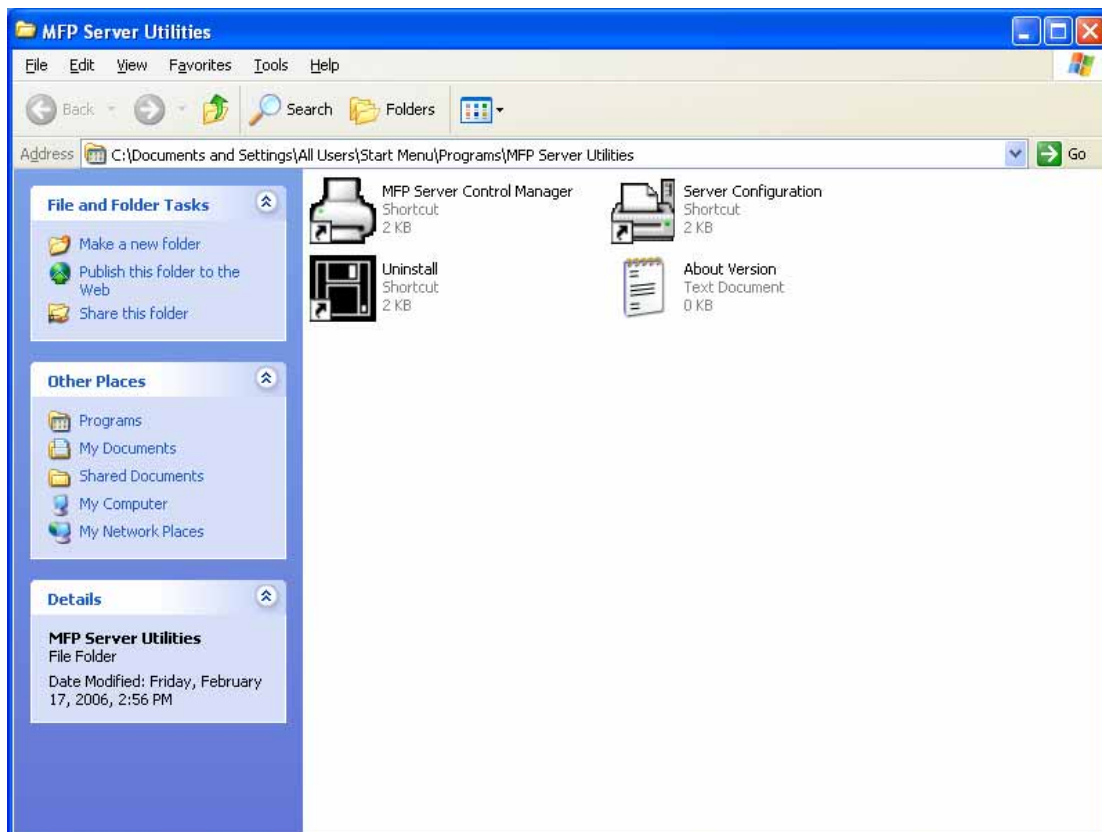 MFP Server Utilities
File Edit View Favorites Tools Help
Back Search Folders
Address C:\Documents and Settings\All Users\Start Menu\Programs\MFP Server Utilities Go
File and Folder Tasks
Make a new folder
Publish this folder to the
Web
Share this folder
Other Places
Programs
My Documents
Shared Documents
My Computer
My Network Places
Details
MFP Server Utilities
File Folder
Date Modified: Friday, February
17, 2006, 2:56 PM
MFP Server Control Manager
Shortcut
2 KB
Server Configuration
Shortcut
2 KB
Uninstall
Shortcut
2 KB
About Version
Text Document
0 KB